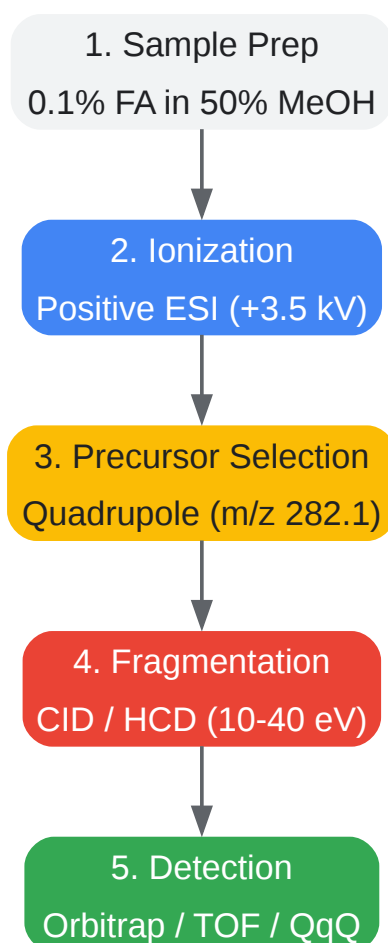 1. Sample Prep
0.1% FA in 50% MeOH
2. Ionization
Positive ESI (+3.5 kV)
3. Precursor Selection
Quadrupole (m/z 282.1)
4. Fragmentation
CID / HCD (10-40 eV)
5. Detection
Orbitrap / TOF / QqQ